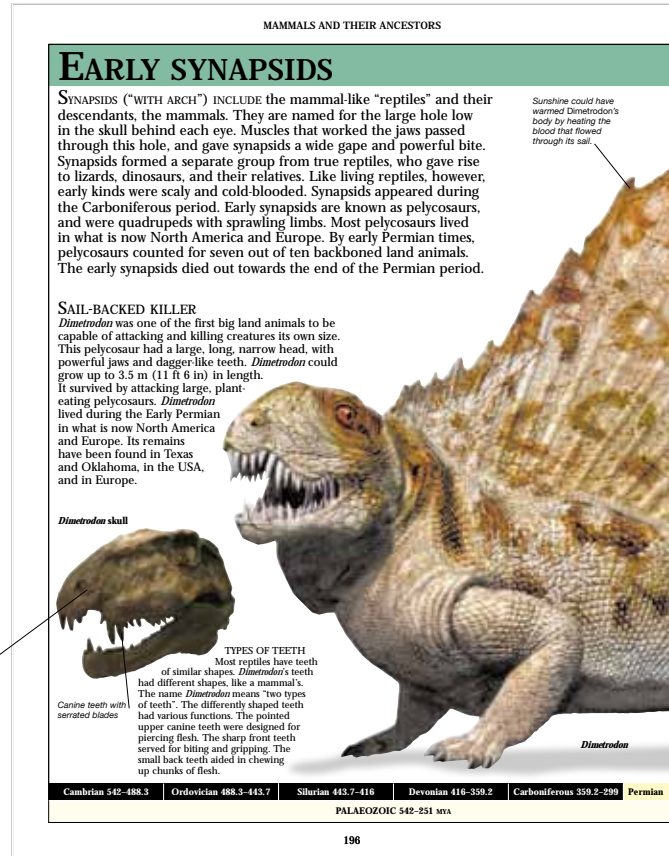 MAMMALS AND THEIR ANCESTORS
EARLY SYNAPSIDS
SYNAPSIDS ("WITH ARCH") INCLUDE the mammal-like "reptiles" and their
descendants, the mammals. They are named for the large hole low
in the skull behind each eye. Muscles that worked the jaws passed
through this hole, and gave synapsids a wide gape and powerful bite.
Synapsids formed a separate group from true reptiles, who gave rise
to lizards, dinosaurs, and their relatives. Like living reptiles, however,
early kinds were scaly and cold-blooded. Synapsids appeared during
the Carboniferous period. Early synapsids are known as pelycosaurs,
and were quadrupeds with sprawling limbs. Most pelycosaurs lived
in what is now North America and Europe. By early Permian times,
pelycosaurs counted for seven out of ten backboned land animals.
The early synapsids died out towards the end of the Permian period.
Sunshine could have
warmed Dimetrodon's
body by heating the
blood that flowed
through its sail.
SAIL-BACKED KILLER
Dimetrodon was one of the first big land animals to be
capable of attacking and killing creatures its own size.
This pelycosaur had a large, long, narrow head, with
powerful jaws and dagger-like teeth. Dimetrodon could
grow up to 3.5 m (11 ft 6 in) in length.
It survived by attacking large, plant-
eating pelycosaurs. Dimetrodon
lived during the Early Permian
in what is now North America
and Europe. Its remains
have been found in Texas
and Oklahoma, in the USA,
and in Europe.
Dimetrodon skull
TYPES OF TEETH
Most reptiles have teeth
of similar shapes. Dimetrodon's teeth
had different shapes, like a mammal's.
The name Dimetrodon means "two types
of teeth". The differently shaped teeth
had various functions. The pointed
upper canine teeth were designed for
piercing flesh. The sharp front teeth
served for biting and gripping. The
small back teeth aided in chewing
up chunks of flesh.
Canine teeth with
serrated blades
Dimetrodon
Cambrian 542–488.3 Ordovician 488.3–443.7 Silurian 443.7–416 Devonian 416–359.2 Carboniferous 359.2–299 Permian
PALAEOZOIC 542–251 MYA
196